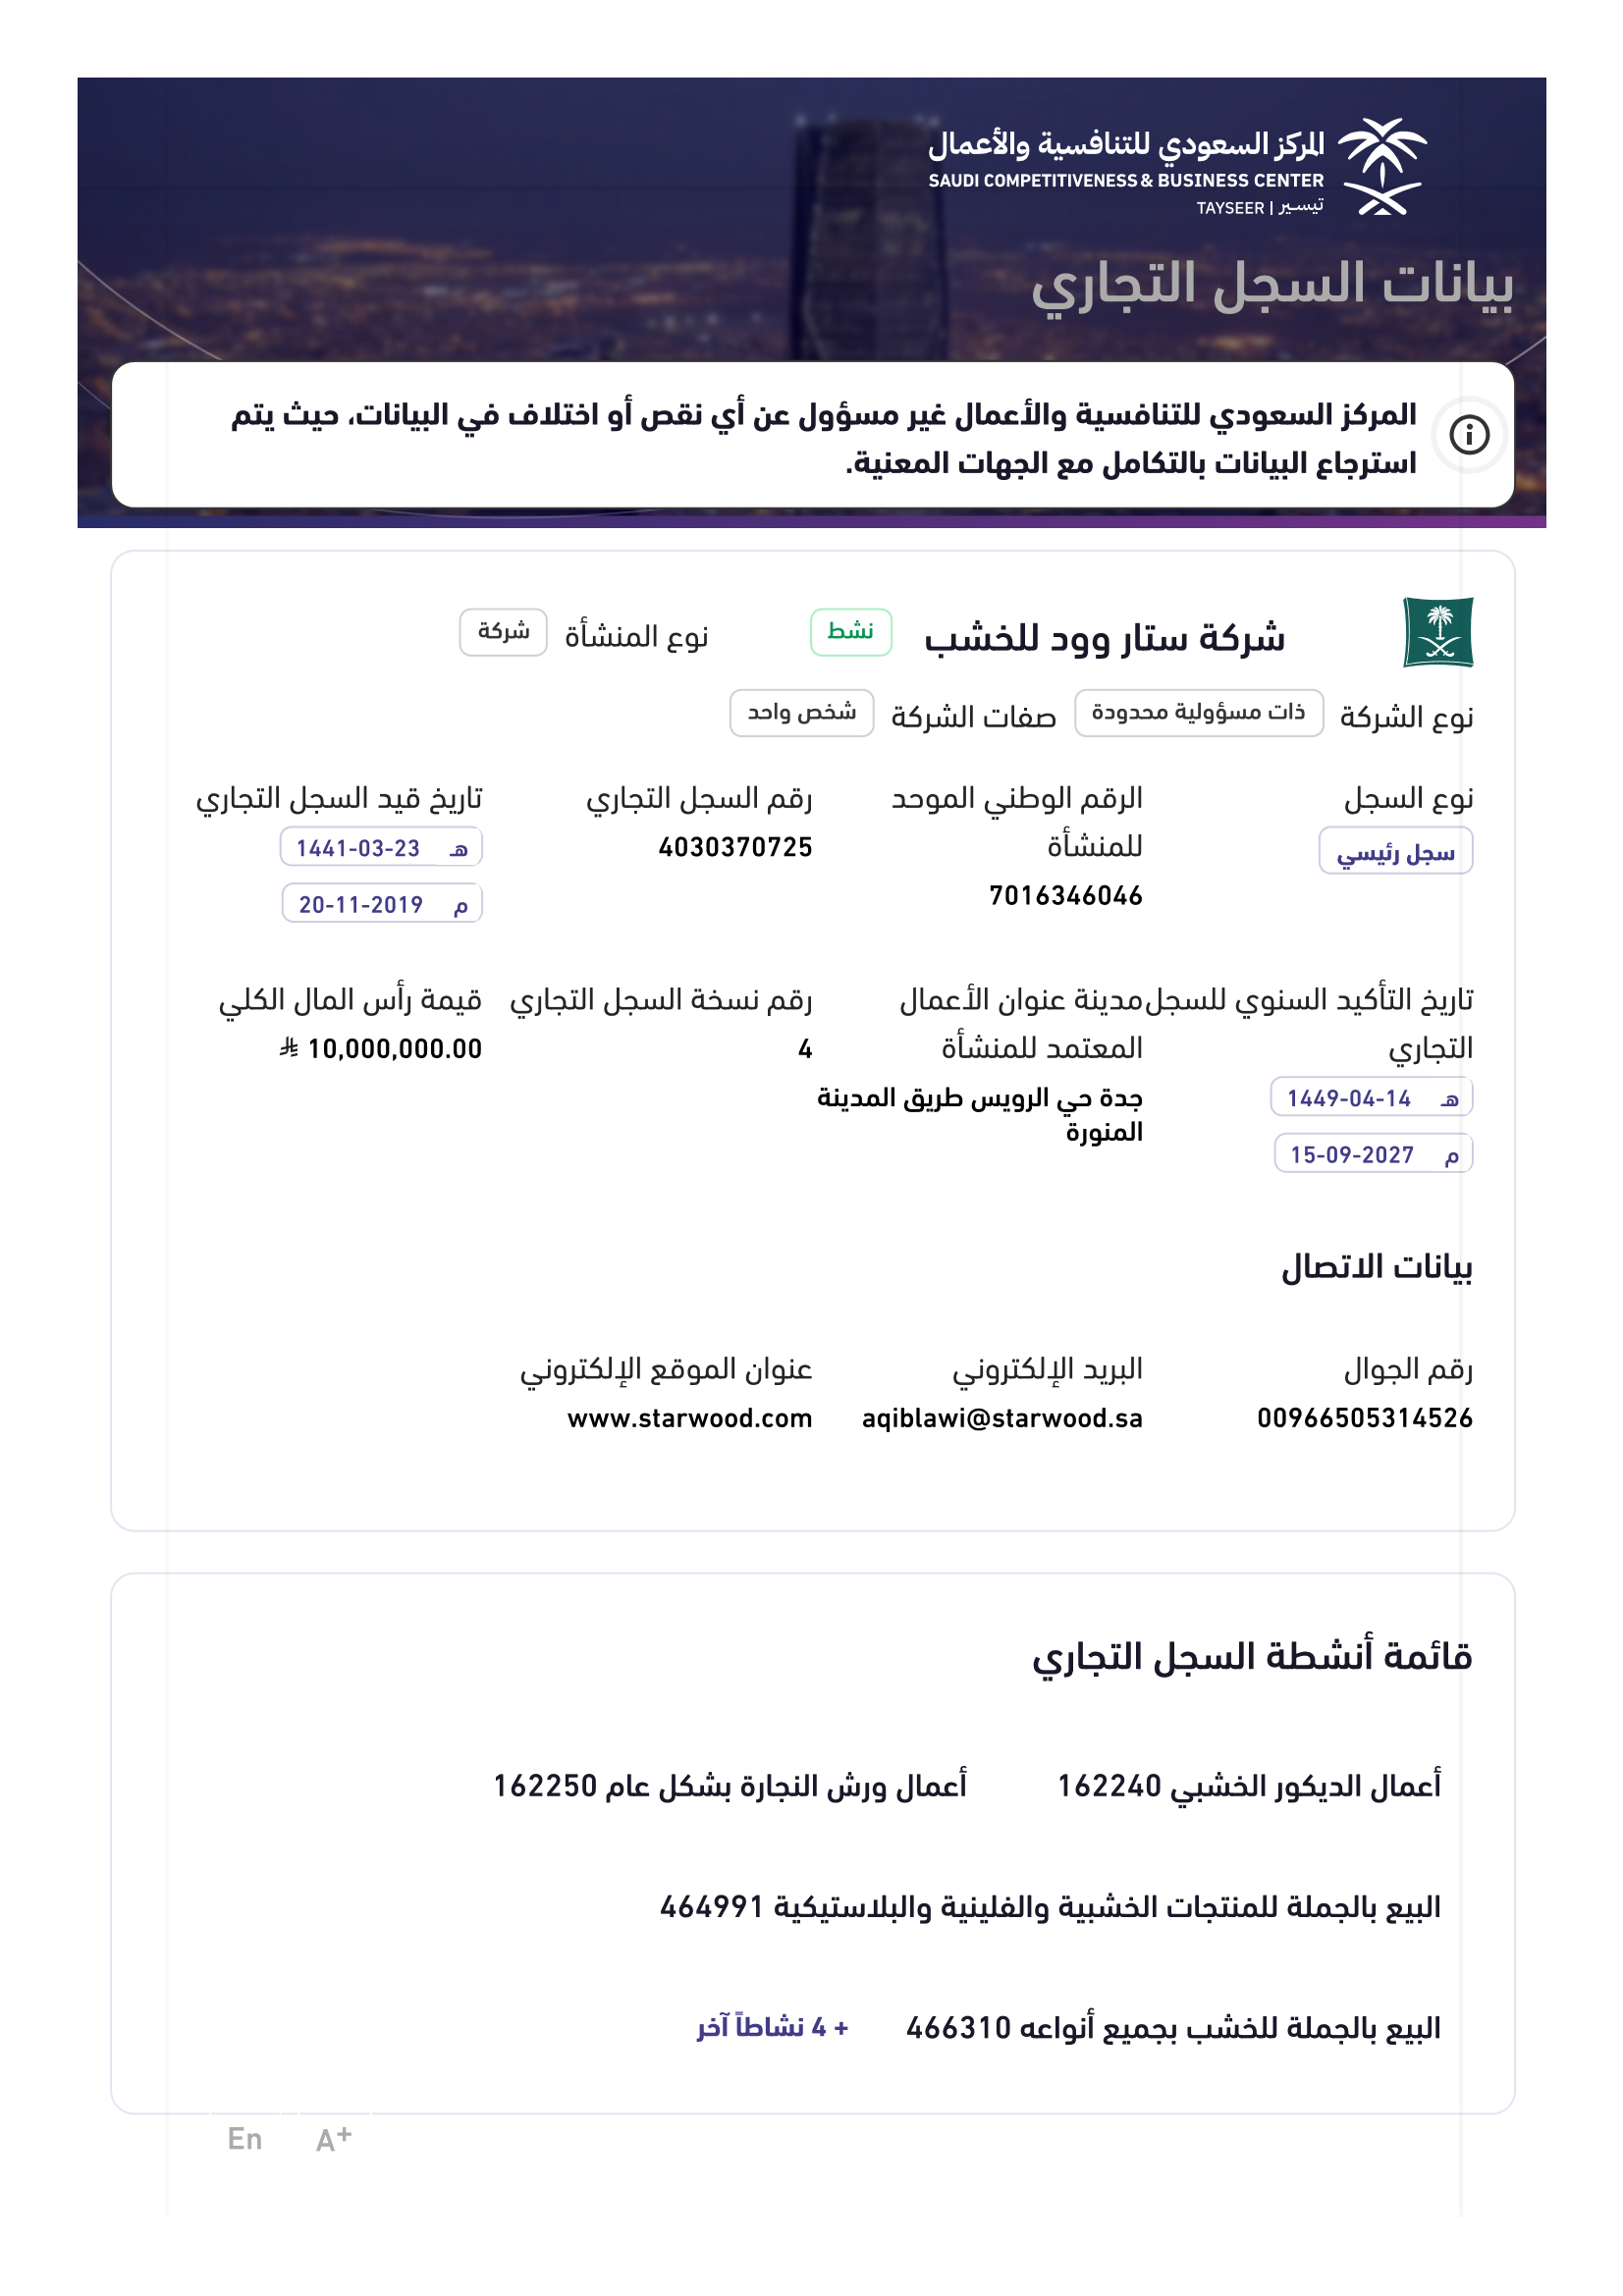 المركز السعودي للتنافسية والأعمال
SAUDI COMPETITIVENESS & BUSINESS CENTER
تيسير | TAYSEER
بيانات السجل التجاري
المركز السعودي للتنافسية والأعمال غير مسؤول عن أي نقص أو اختلاف في البيانات، حيث يتم
استرجاع البيانات بالتكامل مع الجهات المعنية.
شركة ستار وود للخشب نشط نوع المنشأة شركة
نوع الشركة ذات مسؤولية محدودة صفات الشركة شخص واحد
نوع السجل
سجل رئيسي
الرقم الوطني الموحد
للمنشأة
7016346046
رقم السجل التجاري
4030370725
تاريخ قيد السجل التجاري
هـ 1441-03-23
م 20-11-2019
تاريخ التأكيد السنوي للسجل
التجاري
هـ 1449-04-14
م 15-09-2027
مدينة عنوان الأعمال
المعتمد للمنشأة
جدة حي الرويس طريق المدينة
المنورة
رقم نسخة السجل التجاري
4
قيمة رأس المال الكلي
10,000,000.00
بيانات الاتصال
رقم الجوال
00966505314526
البريد الإلكتروني
aqiblawi@starwood.sa
عنوان الموقع الإلكتروني
www.starwood.com
قائمة أنشطة السجل التجاري
أعمال الديكور الخشبي 162240 أعمال ورش النجارة بشكل عام 162250
البيع بالجملة للمنتجات الخشبية والفلينية والبلاستيكية 464991
البيع بالجملة للخشب بجميع أنواعه 466310 + 4 نشاطاً آخر
En A+